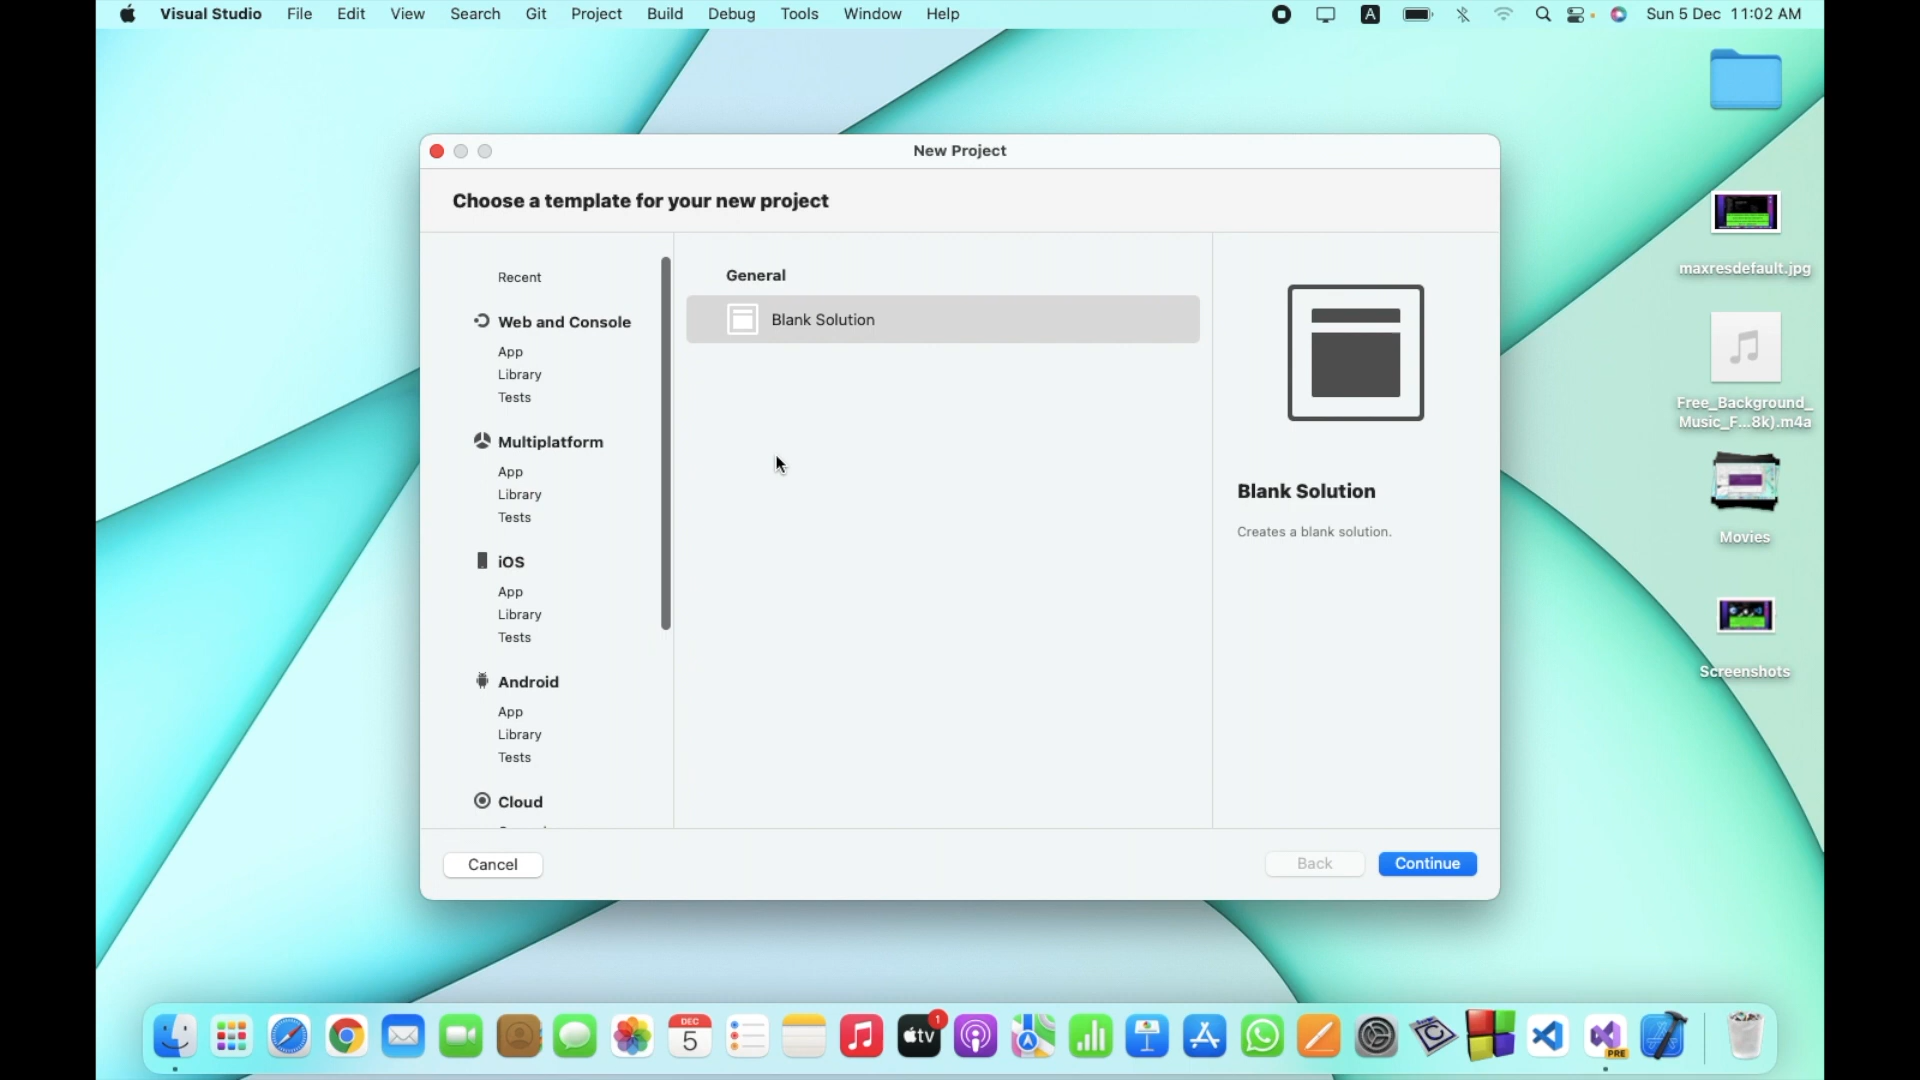 Visual Studio File Edit View Search Git Project Build Debug Tools Window Help A Sun 5 Dec 11:02 AM
New Project
Choose a template for your new project
Recent
Web and Console
App
Library
Tests
Multiplatform
App
Library
Tests
iOS
App
Library
Tests
Android
App
Library
Tests
Cloud
General
Blank Solution
Blank Solution
Creates a blank solution.
Cancel
Back
Continue
maxresdefault.jpg
Free_Background_
Music_F...8k).m4a
Movies
Screenshots
DEC
5
tv
1
C
PRE